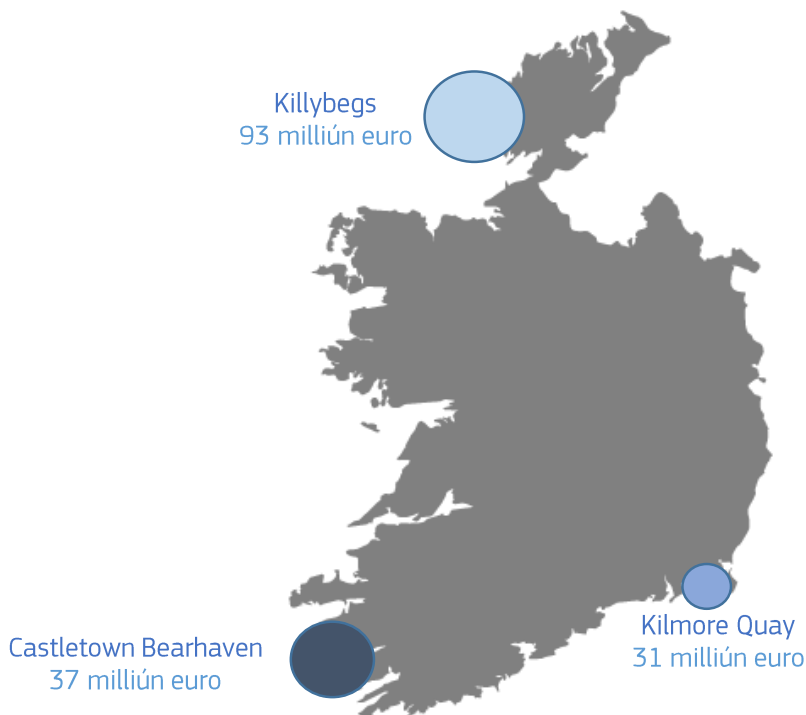 Killybegs
93 milliún euro
Castletown Bearhaven
37 milliún euro
Kilmore Quay
31 milliún euro